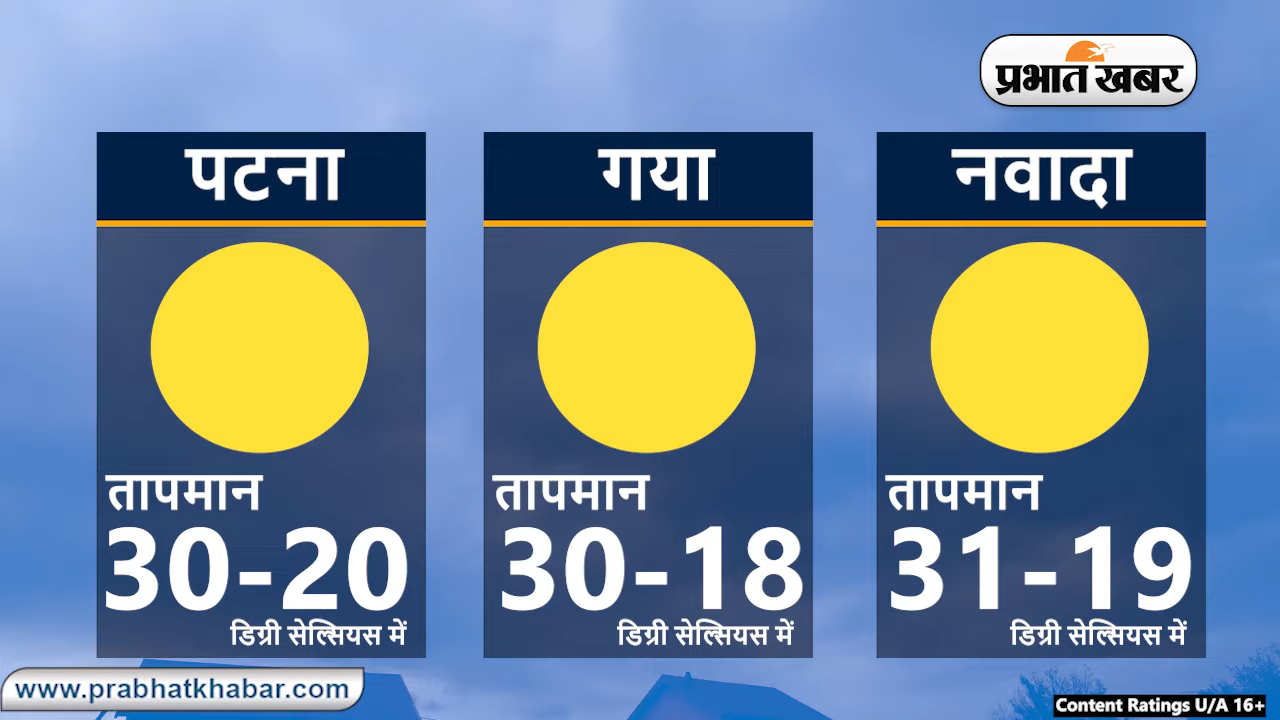 प्रभात खबर
पटना
तापमान
30-20
डिग्री सेल्सियस में
गया
तापमान
30-18
डिग्री सेल्सियस में
नवादा
तापमान
31-19
डिग्री सेल्सियस में
www.prabhatkhabar.com
Content Ratings U/A 16+